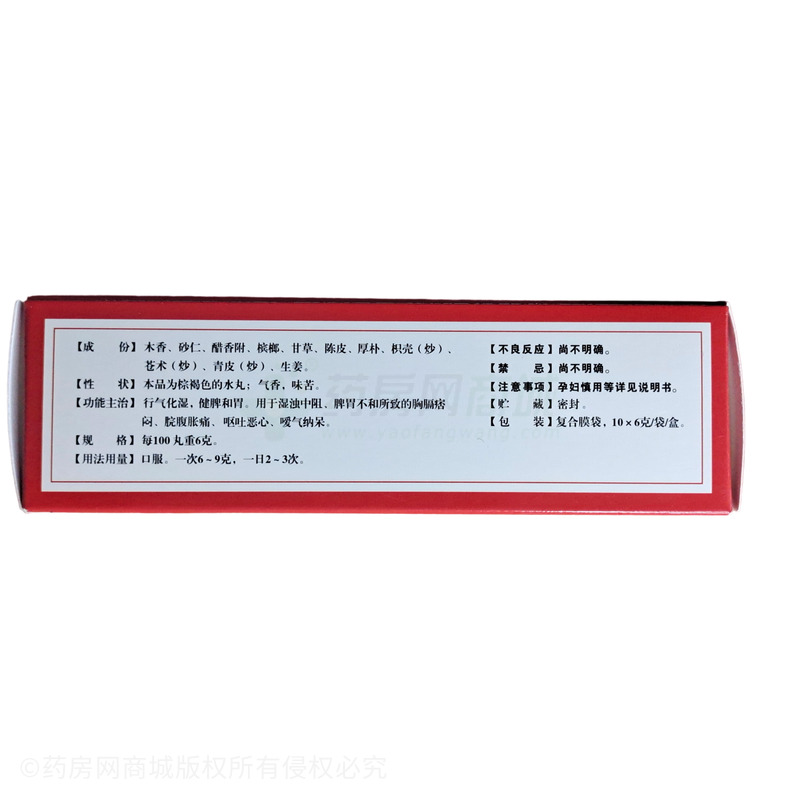 【成 份】木香、砂仁、醋香附、槟榔、甘草、陈皮、厚朴、枳壳（炒）、
苍术（炒）、青皮（炒）、生姜。
【性 状】本品为棕褐色的水丸；气香，味苦。
【功能主治】行气化湿，健脾和胃。用于湿浊中阻、脾胃不和所致的胸膈痞
闷、脘腹胀痛、呕吐恶心、嗳气纳呆。
【规 格】每100丸重6克。
【用法用量】口服。一次6~9克，一日2~3次。
【不良反应】尚不明确。
【禁 忌】尚不明确。
【注意事项】孕妇慎用等详见说明书。
【贮 藏】密封。
【包 装】复合膜袋，10×6克/袋/盒。
药房网商城
www.yaofangwang.com
©药房网商城版权所有侵权必究